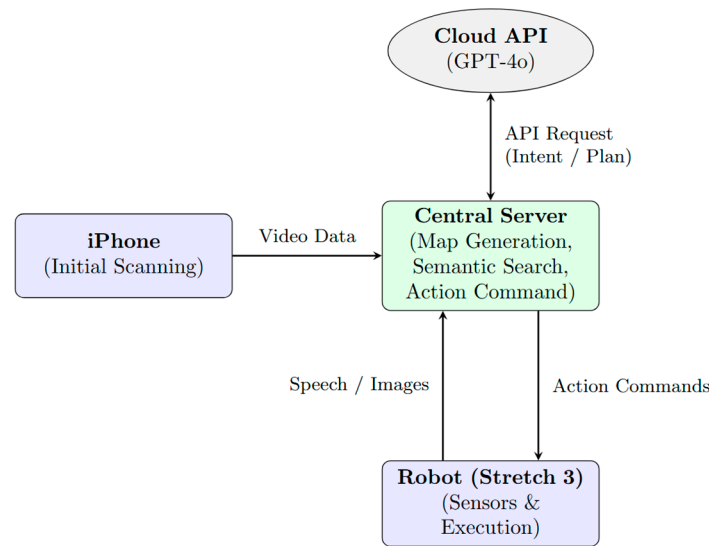 Cloud API
(GPT-4o)
API Request
(Intent / Plan)
Central Server
(Map Generation,
Semantic Search,
Action Command)
iPhone
(Initial Scanning)
Video Data
Speech / Images
Action Commands
Robot (Stretch 3)
(Sensors &
Execution)